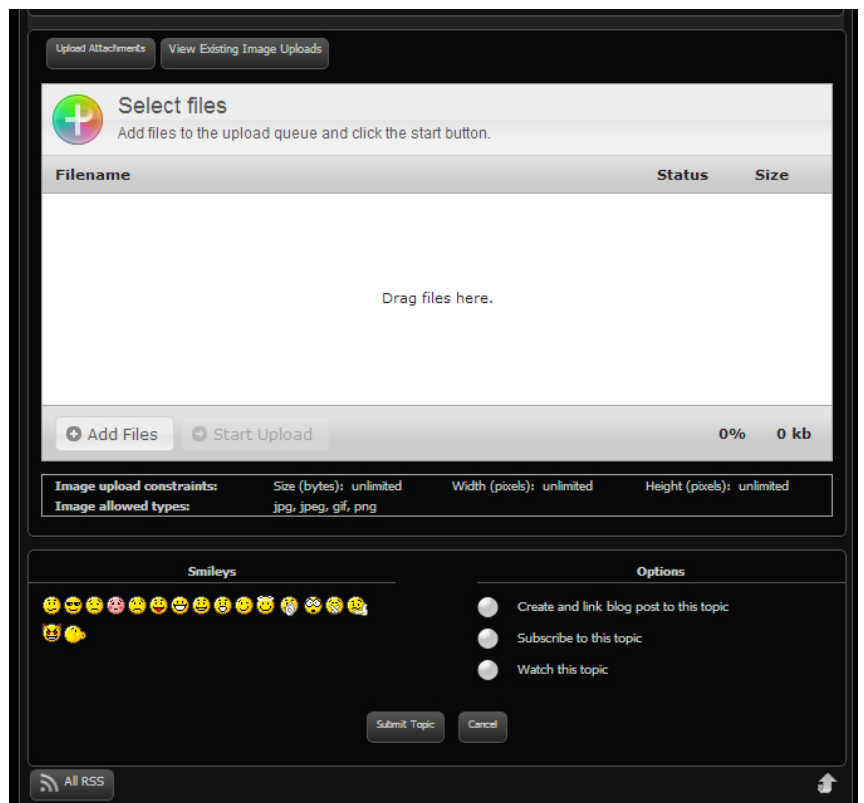 Upload Attachments View Existing Image Uploads
Select files
Add files to the upload queue and click the start button.
Filename Status Size
Drag files here.
Add Files Start Upload 0% 0 kb
Image upload constraints: Size (bytes): unlimited Width (pixels): unlimited Height (pixels): unlimited
Image allowed types: jpg, jpeg, gif, png
Smileys Options
Create and link blog post to this topic
Subscribe to this topic
Watch this topic
Submit Topic Cancel
All RSS